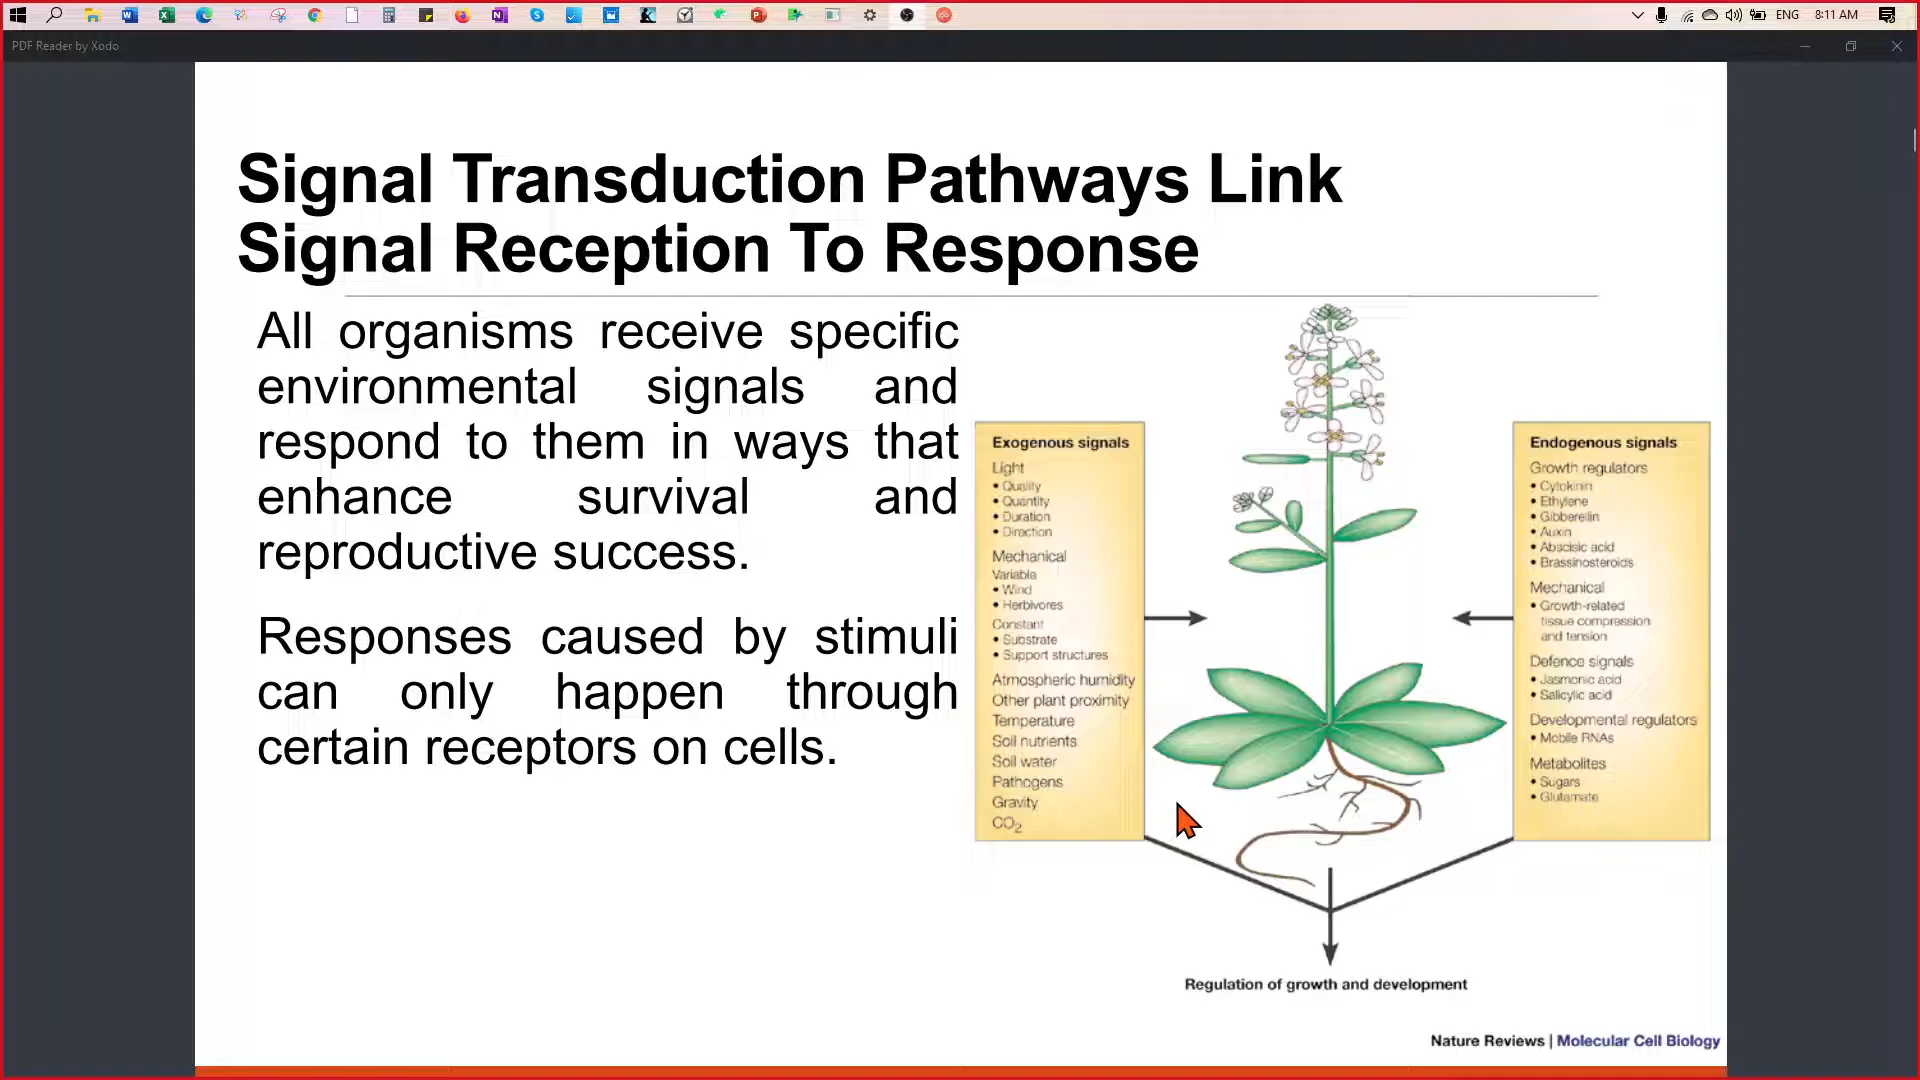 ENG 8:11 AM
PDF Reader by Xodo
Signal Transduction Pathways Link
Signal Reception To Response
All organisms receive specific
environmental signals and
respond to them in ways that
enhance survival and
reproductive success.
Responses caused by stimuli
can only happen through
certain receptors on cells.
Exogenous signals
Light
• Quality
• Quantity
• Duration
• Direction
Mechanical
Variable
• Wind
• Herbivores
Constant
• Substrate
• Support structures
Atmospheric humidity
Other plant proximity
Temperature
Soil nutrients
Soil water
Pathogens
Gravity
CO2
Endogenous signals
Growth regulators
• Cytokinin
• Ethylene
• Gibberellin
• Auxin
• Abscisic acid
• Brassinosteroids
Mechanical
• Growth-related
tissue compression
and tension
Defence signals
• Jasmonic acid
• Salicylic acid
Developmental regulators
• Mobile RNAs
Metabolites
• Sugars
• Glutamate
Regulation of growth and development
Nature Reviews | Molecular Cell Biology